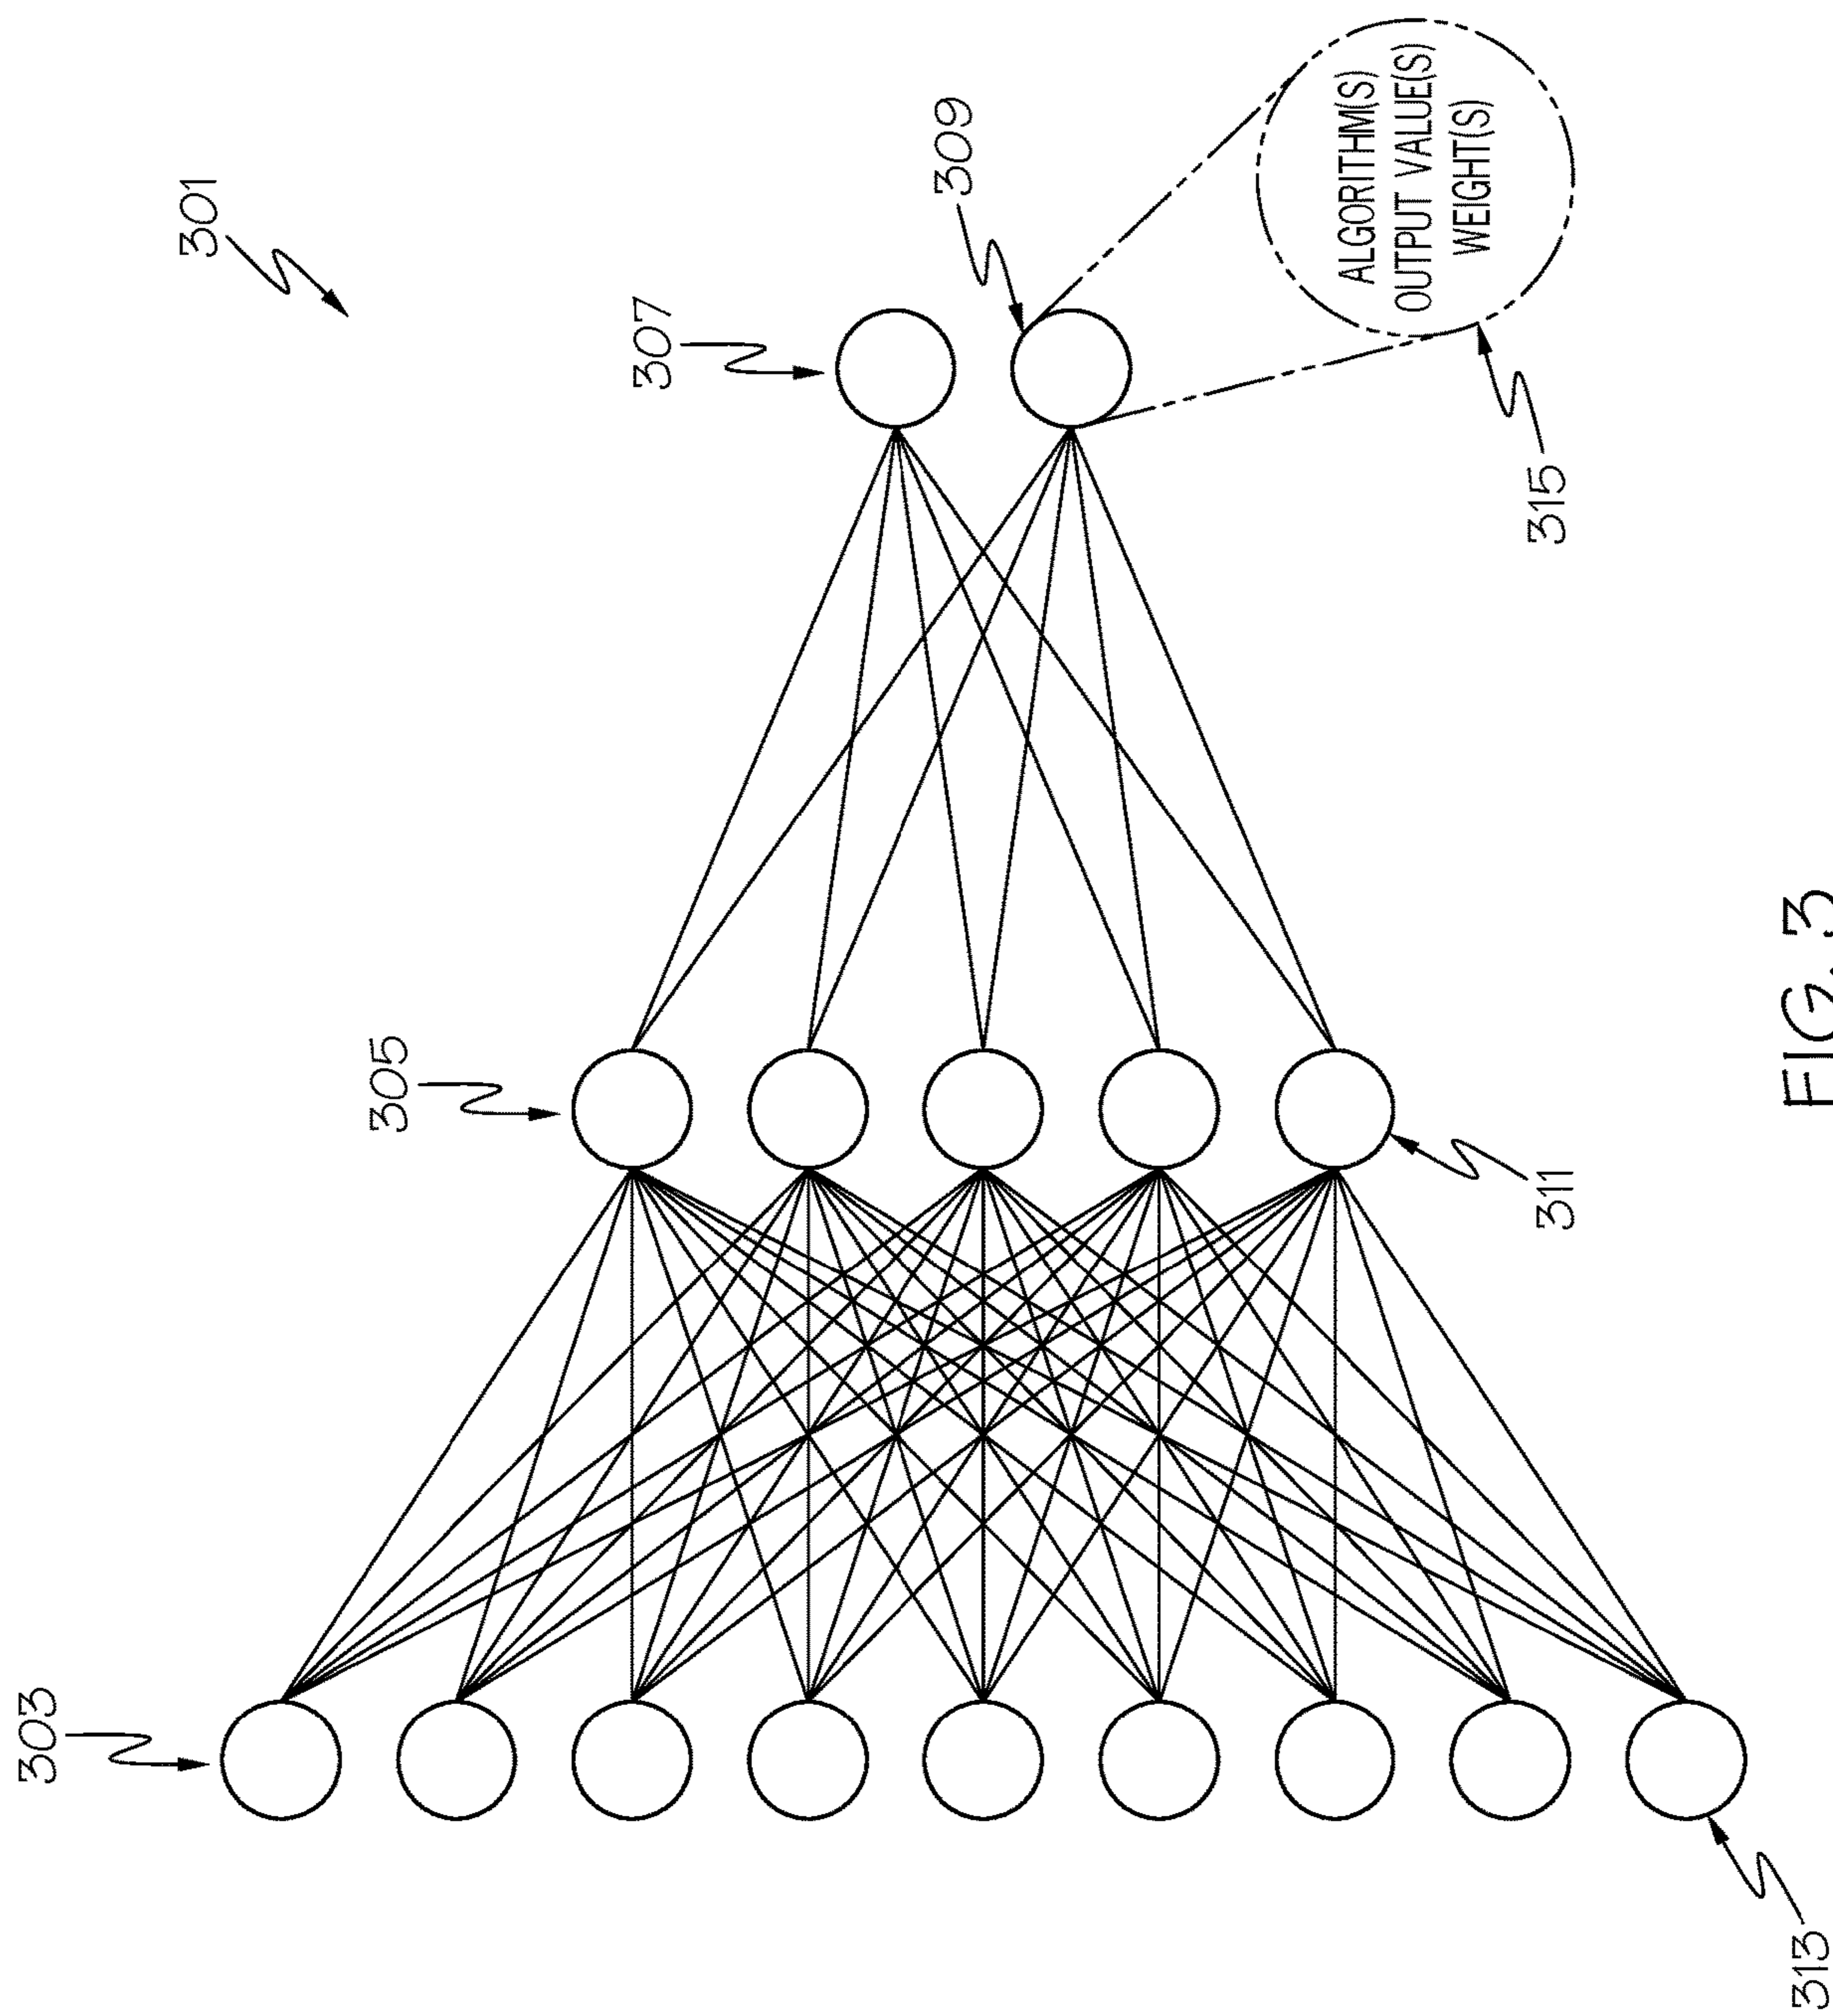 301
303
305
307
309
311
313
315
ALGORITHM(S)
OUTPUT VALUE(S)
WEIGHT(S)
FIG. 3